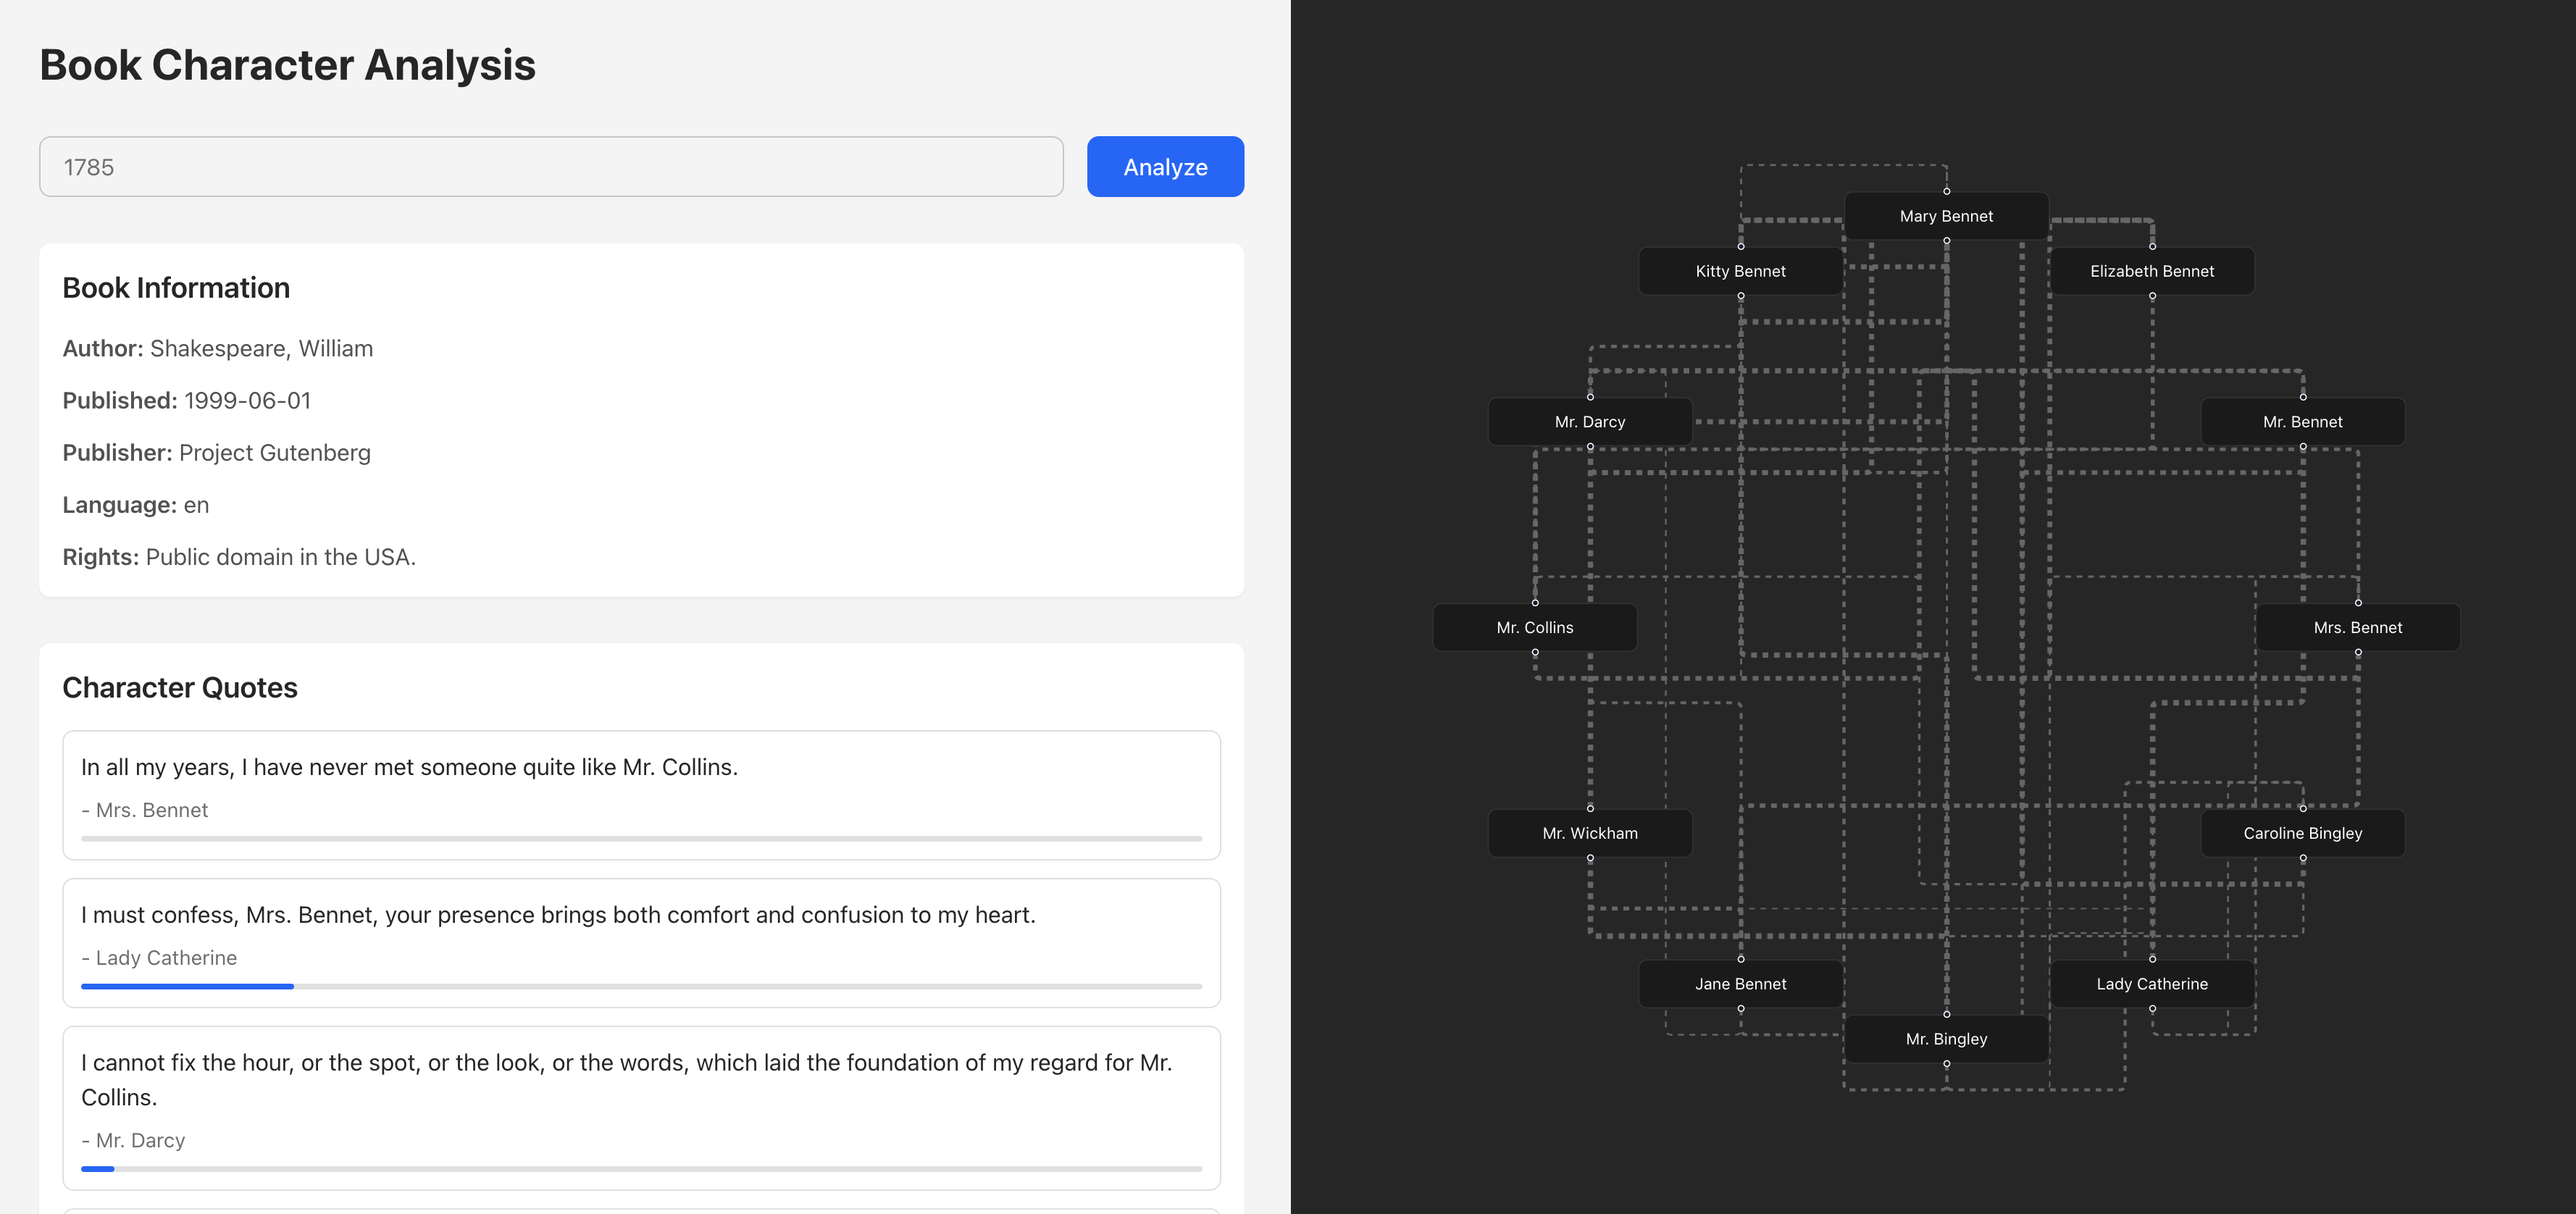 Book Character Analysis
1785
Analyze
Book Information
Author: Shakespeare, William
Published: 1999-06-01
Publisher: Project Gutenberg
Language: en
Rights: Public domain in the USA.
Character Quotes
In all my years, I have never met someone quite like Mr. Collins.
- Mrs. Bennet
I must confess, Mrs. Bennet, your presence brings both comfort and confusion to my heart.
- Lady Catherine
I cannot fix the hour, or the spot, or the look, or the words, which laid the foundation of my regard for Mr.
Collins.
- Mr. Darcy
Mary Bennet
Kitty Bennet
Elizabeth Bennet
Mr. Darcy
Mr. Bennet
Mr. Collins
Mrs. Bennet
Mr. Wickham
Caroline Bingley
Jane Bennet
Lady Catherine
Mr. Bingley